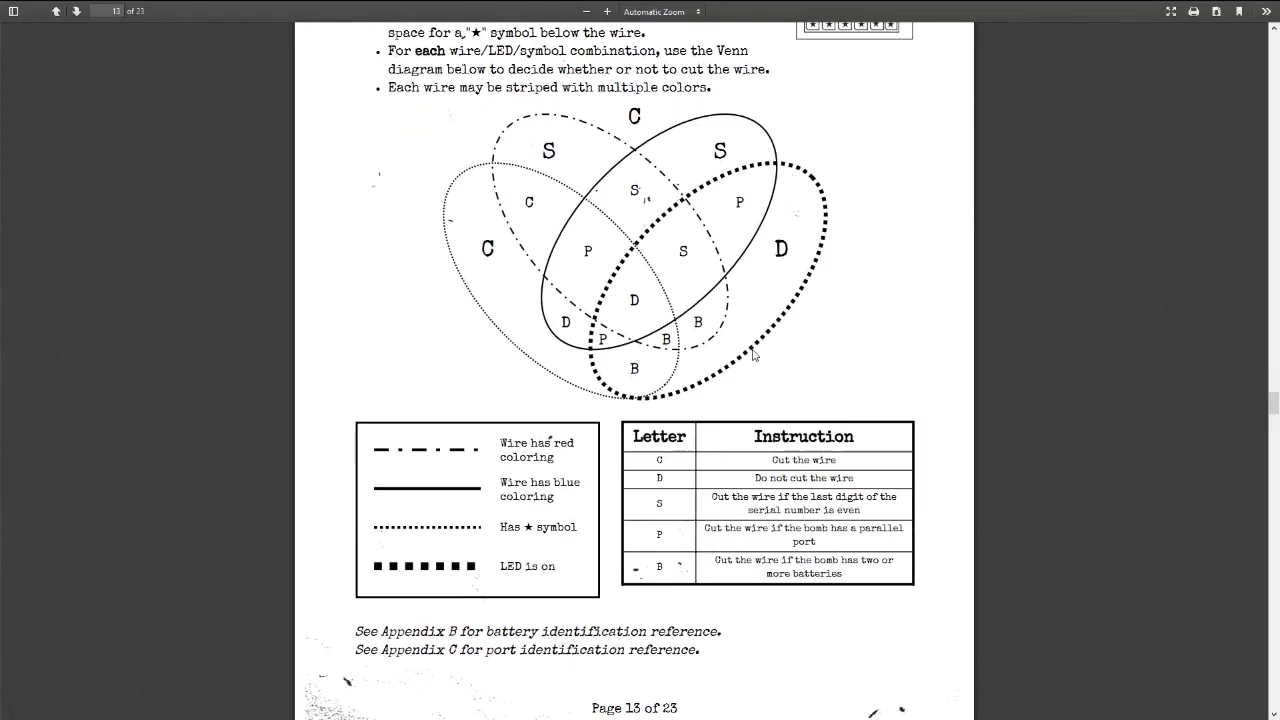 13 of 23
Automatic Zoom
space for a "★" symbol below the wire.
• For each wire/LED/symbol combination, use the Venn
diagram below to decide whether or not to cut the wire.
• Each wire may be striped with multiple colors.
C
S
S
S
C
P
C
P
S
D
D
D
B
P
B
B
Wire has red
coloring
Wire has blue
coloring
Has ★ symbol
LED is on
Letter Instruction
C Cut the wire
D Do not cut the wire
S Cut the wire if the last digit of the
serial number is even
P Cut the wire if the bomb has a parallel
port
B Cut the wire if the bomb has two or
more batteries
See Appendix B for battery identification reference.
See Appendix C for port identification reference.
Page 13 of 23